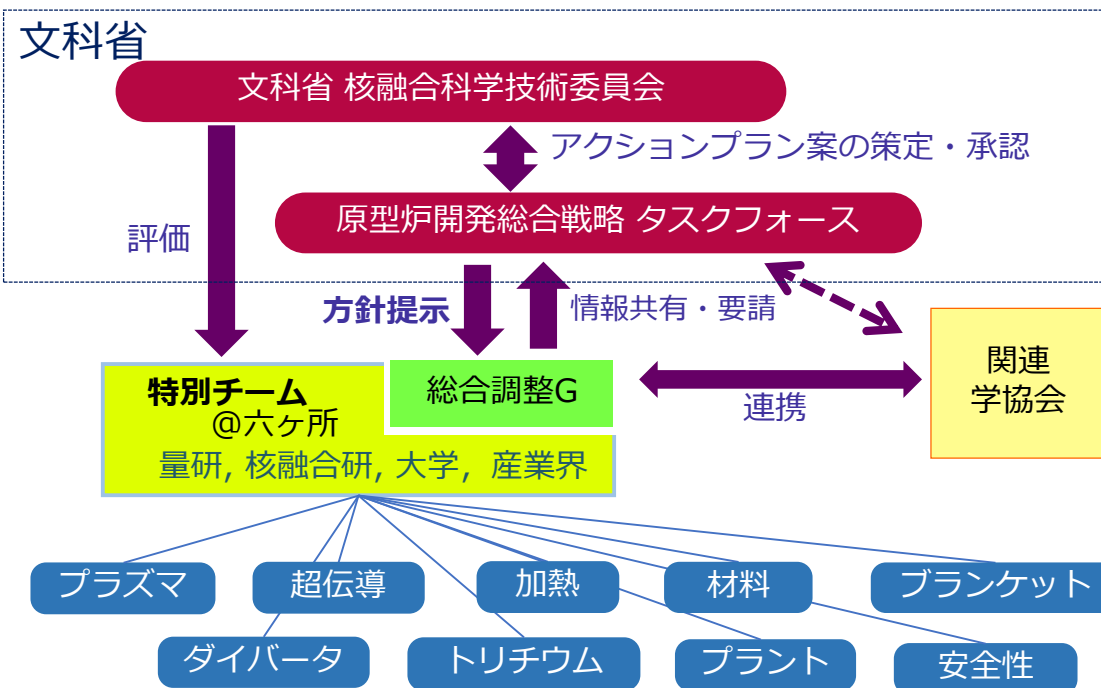 文科省
文科省 核融合科学技術委員会
アクションプラン案の策定・承認
原型炉開発総合戦略 タスクフォース
評価
方針提示
情報共有・要請
特別チーム
@六ヶ所
総合調整G
連携
関連
学協会
量研, 核融合研, 大学, 産業界
プラズマ
超伝導
加熱
材料
ブランケット
ダイバータ
トリチウム
プラント
安全性